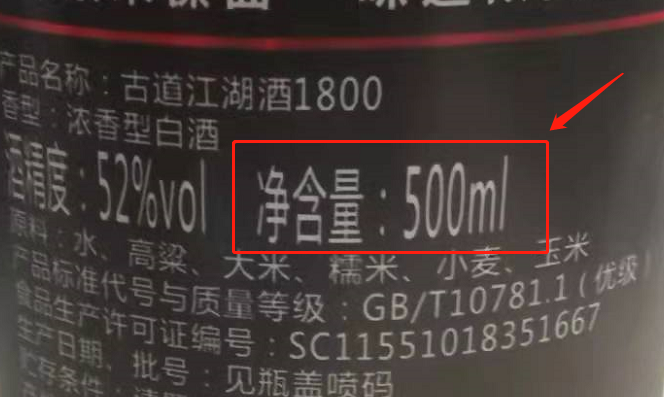 产品名称：古道江湖酒1800
香型：浓香型白酒
酒精度：52%vol 净含量：500ml
原料：水、高粱、大米、糯米、小麦、玉米
产品标准代号与质量等级：GB/T10781.1（优级）
食品生产许可证编号：SC11551018351667
生产日期、批号：见瓶盖喷码
贮存条件：